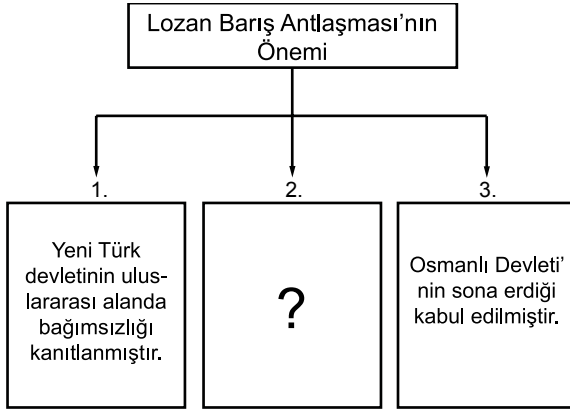 Lozan Barış Antlaşması’nın
Önemi
1.
Yeni Türk
devletinin ulus-
lararası alanda
bağımsızlığı
kanıtlanmıştır.
2.
?
3.
Osmanlı Devleti’
nin sona erdiği
kabul edilmiştir.